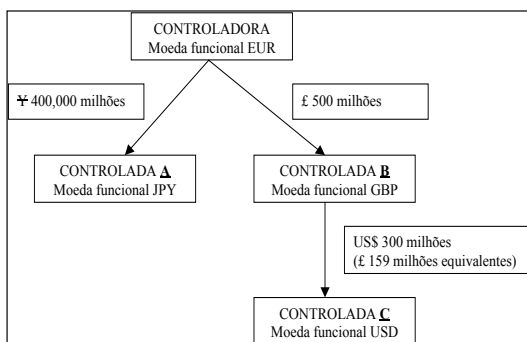 CONTROLADORA
Moeda funcional EUR
¥ 400,000 milhões
£ 500 milhões
CONTROLADA A
Moeda funcional JPY
CONTROLADA B
Moeda funcional GBP
US$ 300 milhões
(£ 159 milhões equivalentes)
CONTROLADA C
Moeda funcional USD